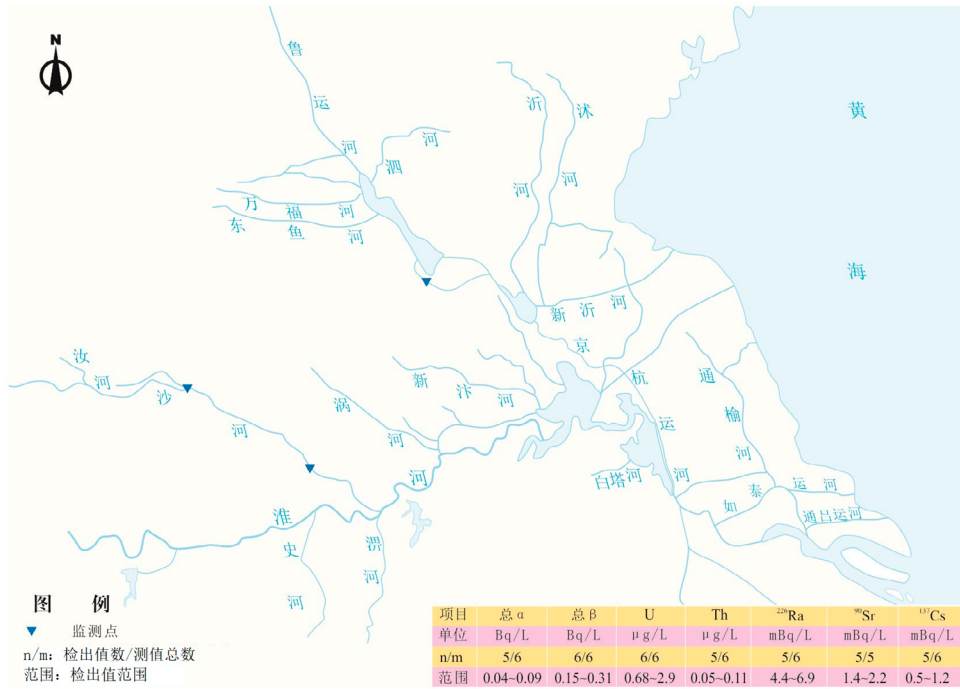 N
鲁运河
泗河
沂河
沭河
黄海
万福河
东鱼河
新沂河
京杭运河
汝河
沙河
涡河
新汴河
通榆河
白塔河
淮河
史河
淠河
如泰运河
通吕运河
图 例
监测点
n/m：检出值数/测值总数
范围：检出值范围
项目 总α 总β U Th ²²⁶Ra ⁹⁰Sr ¹³⁷Cs
单位 Bq/L Bq/L μg/L μg/L mBq/L mBq/L mBq/L
n/m 5/6 6/6 6/6 5/6 5/6 5/5 5/6
范围 0.04~0.09 0.15~0.31 0.68~2.9 0.05~0.11 4.4~6.9 1.4~2.2 0.5~1.2